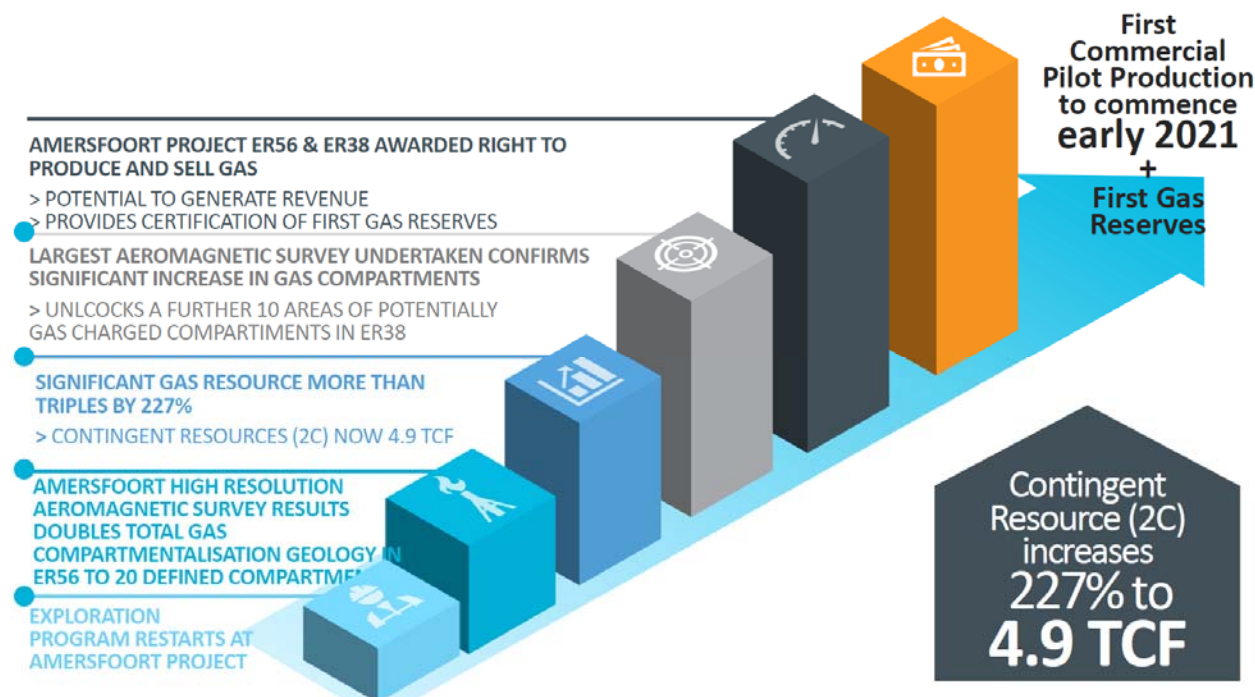 First
Commercial
Pilot Production
to commence
early 2021
+
First Gas
Reserves
AMERSFOORT PROJECT ER56 & ER38 AWARDED RIGHT TO
PRODUCE AND SELL GAS
> POTENTIAL TO GENERATE REVENUE
> PROVIDES CERTIFICATION OF FIRST GAS RESERVES
LARGEST AEROMAGNETIC SURVEY UNDERTAKEN CONFIRMS
SIGNIFICANT INCREASE IN GAS COMPARTMENTS
> UNLCOCKS A FURTHER 10 AREAS OF POTENTIALLY
GAS CHARGED COMPARTIMENTS IN ER38
SIGNIFICANT GAS RESOURCE MORE THAN
TRIPLES BY 227%
> CONTINGENT RESOURCES (2C) NOW 4.9 TCF
AMERSFOORT HIGH RESOLUTION
AEROMAGNETIC SURVEY RESULTS
DOUBLES TOTAL GAS
COMPARTMENTALISATION GEOLOGY IN
ER56 TO 20 DEFINED COMPARTMEN
EXPLORATION
PROGRAM RESTARTS AT
AMERSFOORT PROJECT
Contingent
Resource (2C)
increases
227% to
4.9 TCF